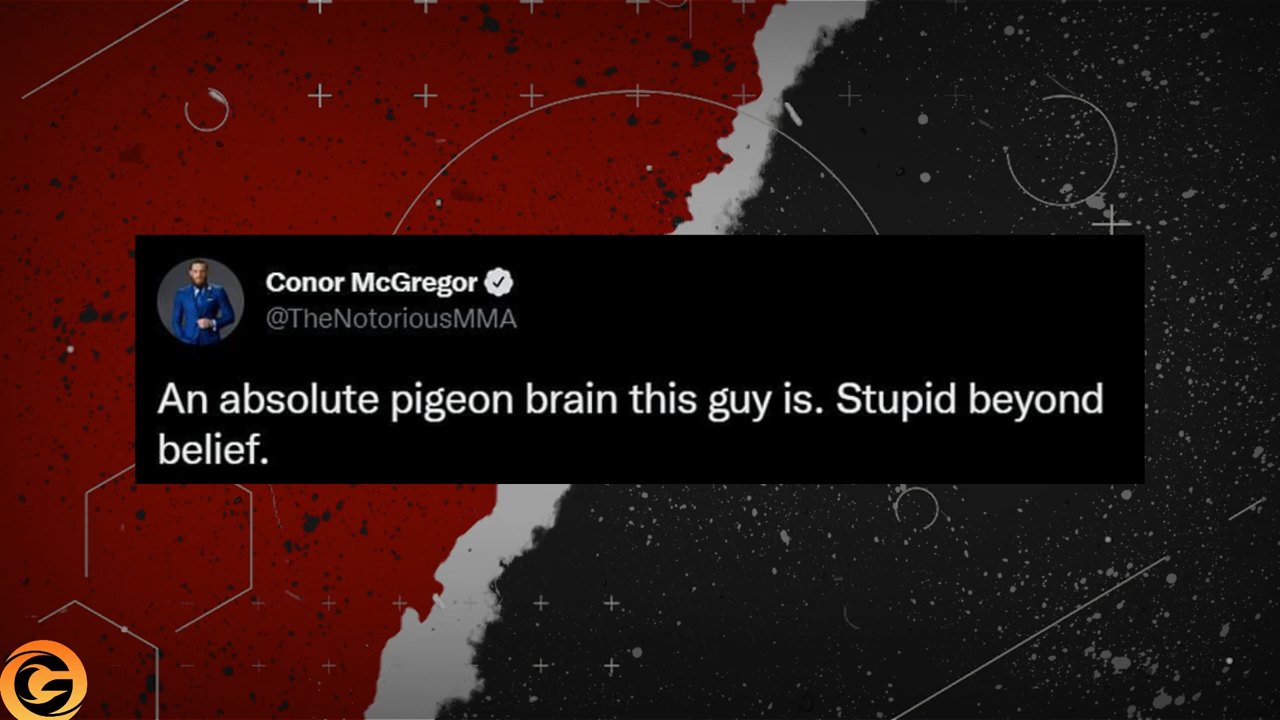 Conor McGregor
@TheNotoriousMMA
An absolute pigeon brain this guy is. Stupid beyond
belief.